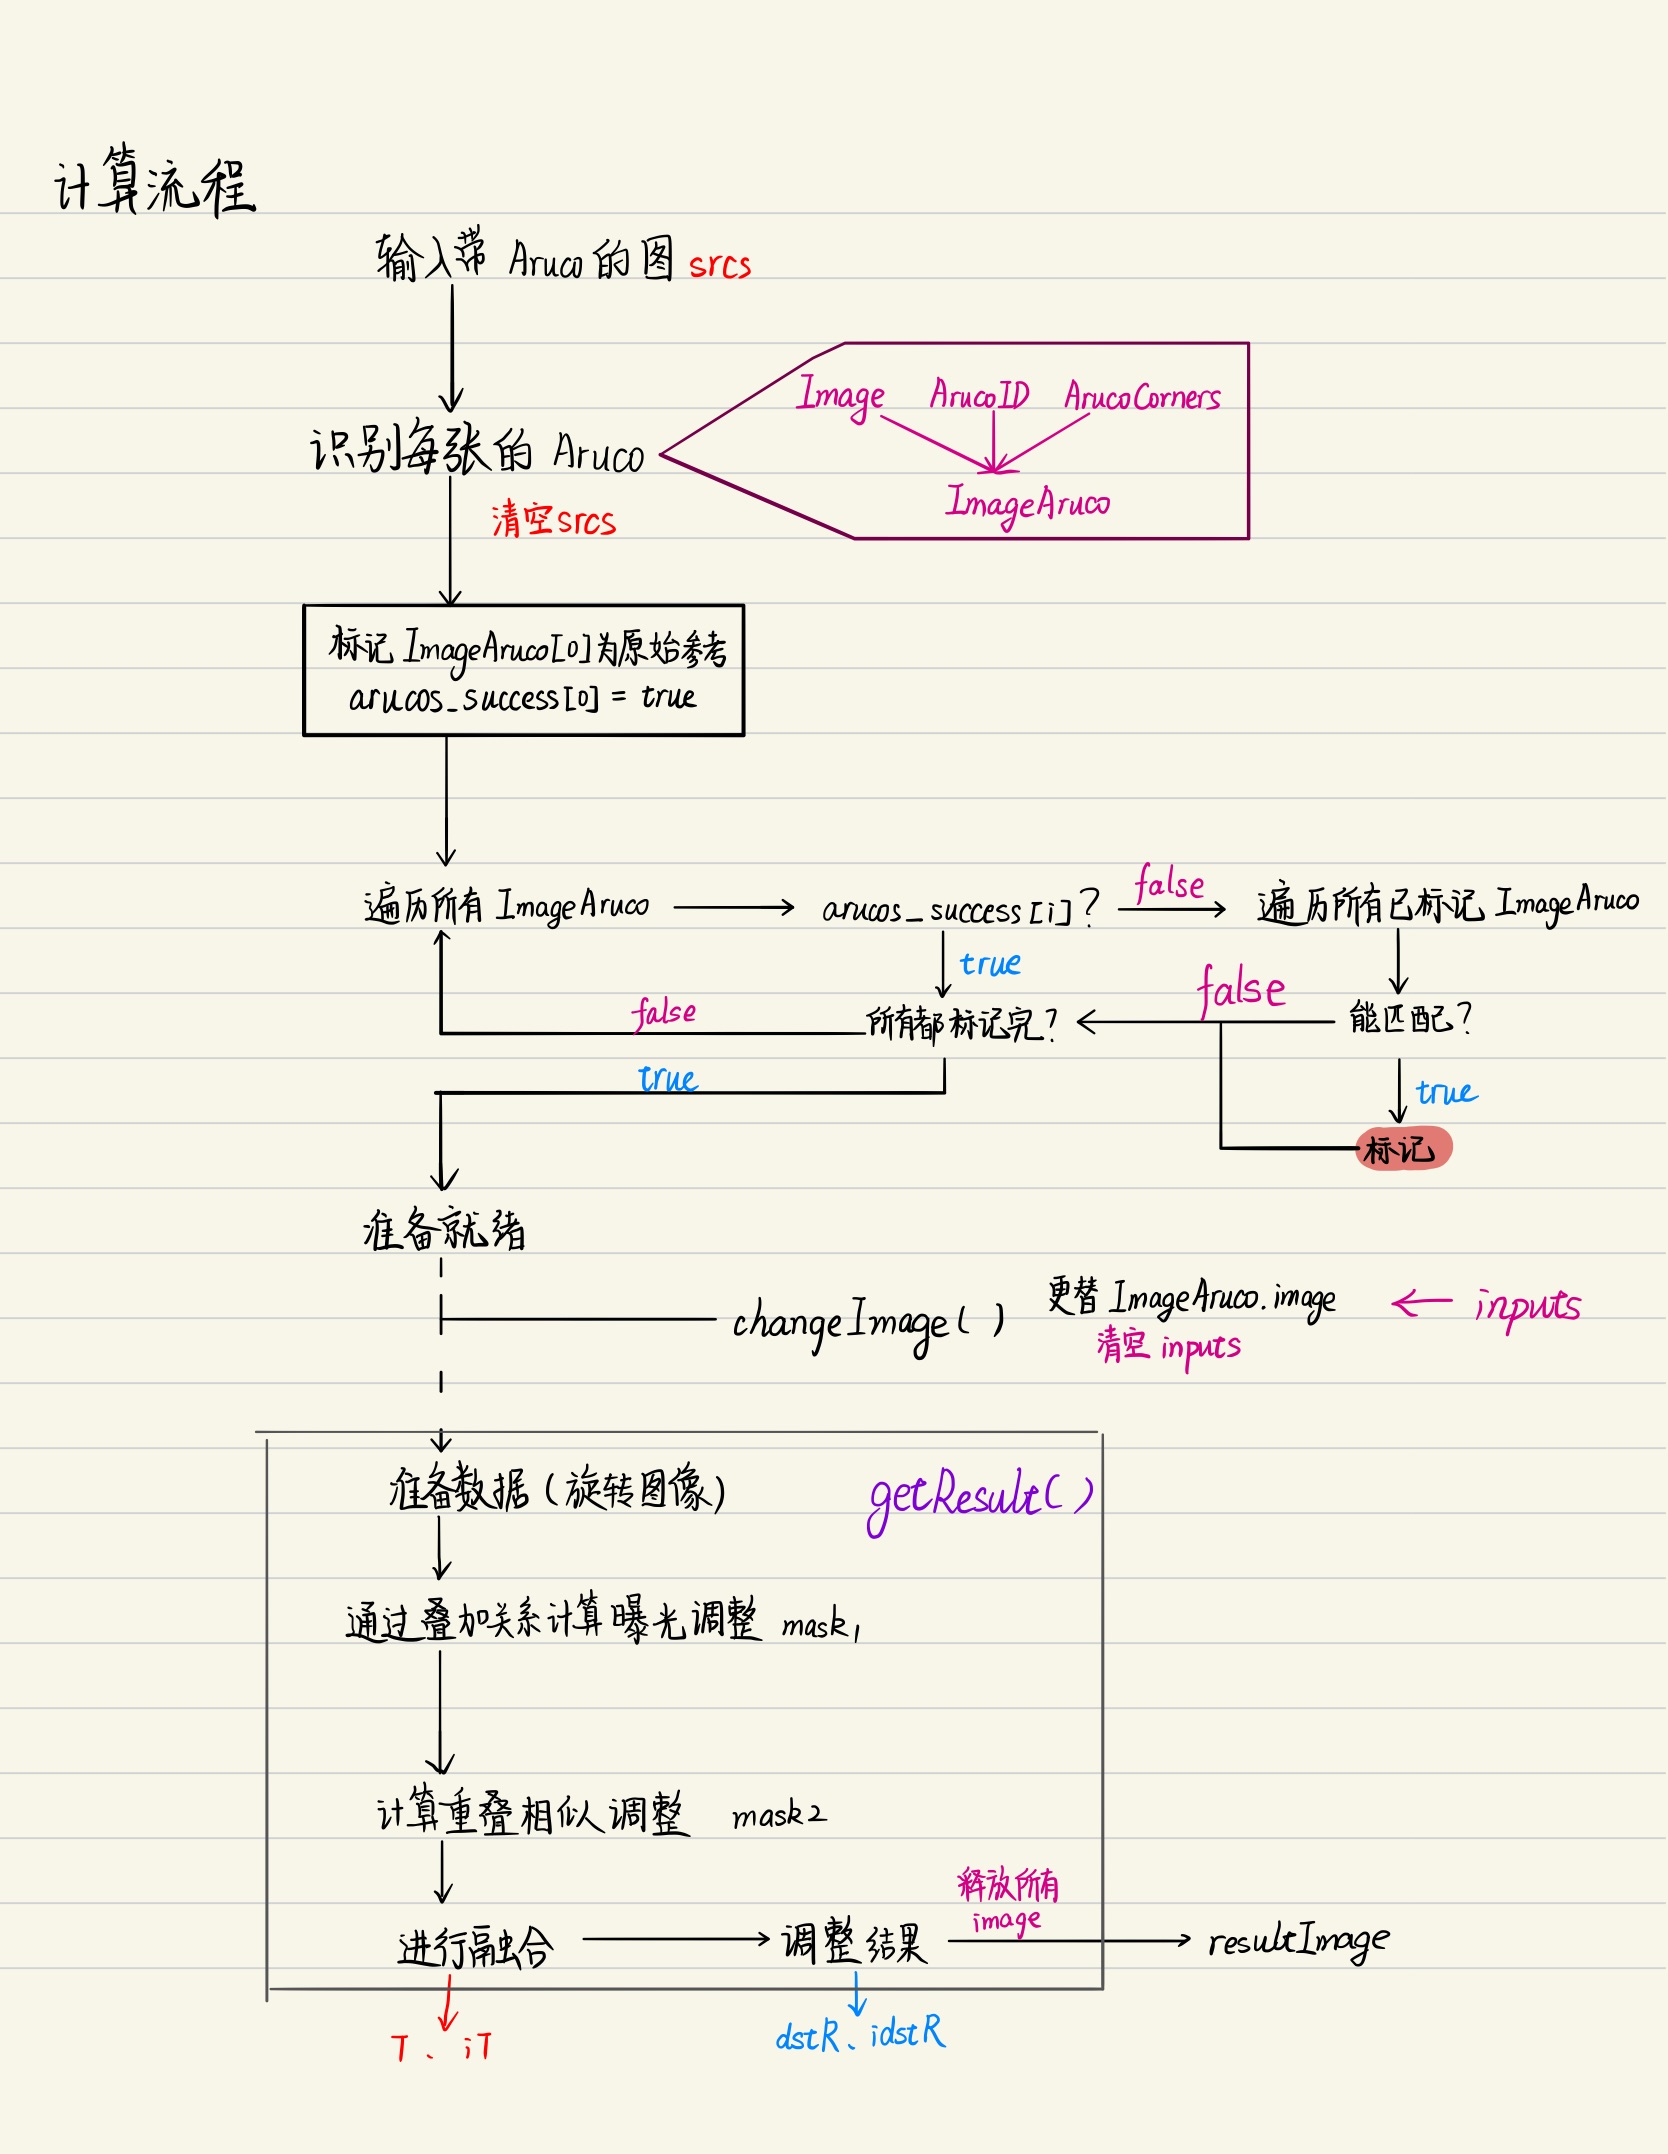 计算流程
输入带 Aruco 的图 srcs
Image ArucoID ArucoCorners
识别每张的 Aruco
ImageAruco
清空srcs
标记 ImageAruco[0]为原始参考
arucos_success[0] = true
遍历所有 ImageAruco
arucos_success[i]?
false
遍历所有已标记 ImageAruco
true
false
所有都标记完?
false
能匹配?
true
true
标记
准备就绪
changeImage()
更替 ImageAruco.image
inputs
清空 inputs
准备数据(旋转图像)
getResult()
通过叠加关系计算曝光调整 mask1
计算重叠相似调整 mask2
释放所有
image
进行融合
调整结果
resultImage
T、iT
dstR、idstR